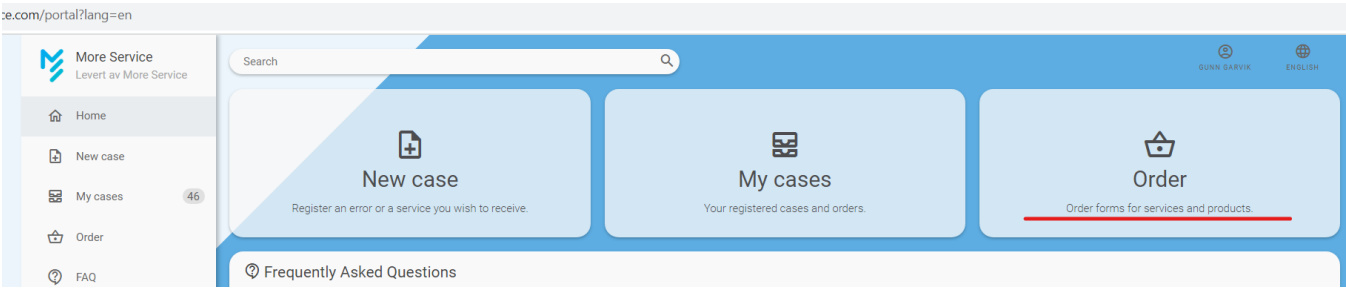 ce.com/portal?lang=en
More Service
Levert av More Service
Search
GUNN GARVIK
ENGLISH
Home
New case
My cases 46
Order
FAQ
New case
Register an error or a service you wish to receive.
My cases
Your registered cases and orders.
Order
Order forms for services and products.
Frequently Asked Questions